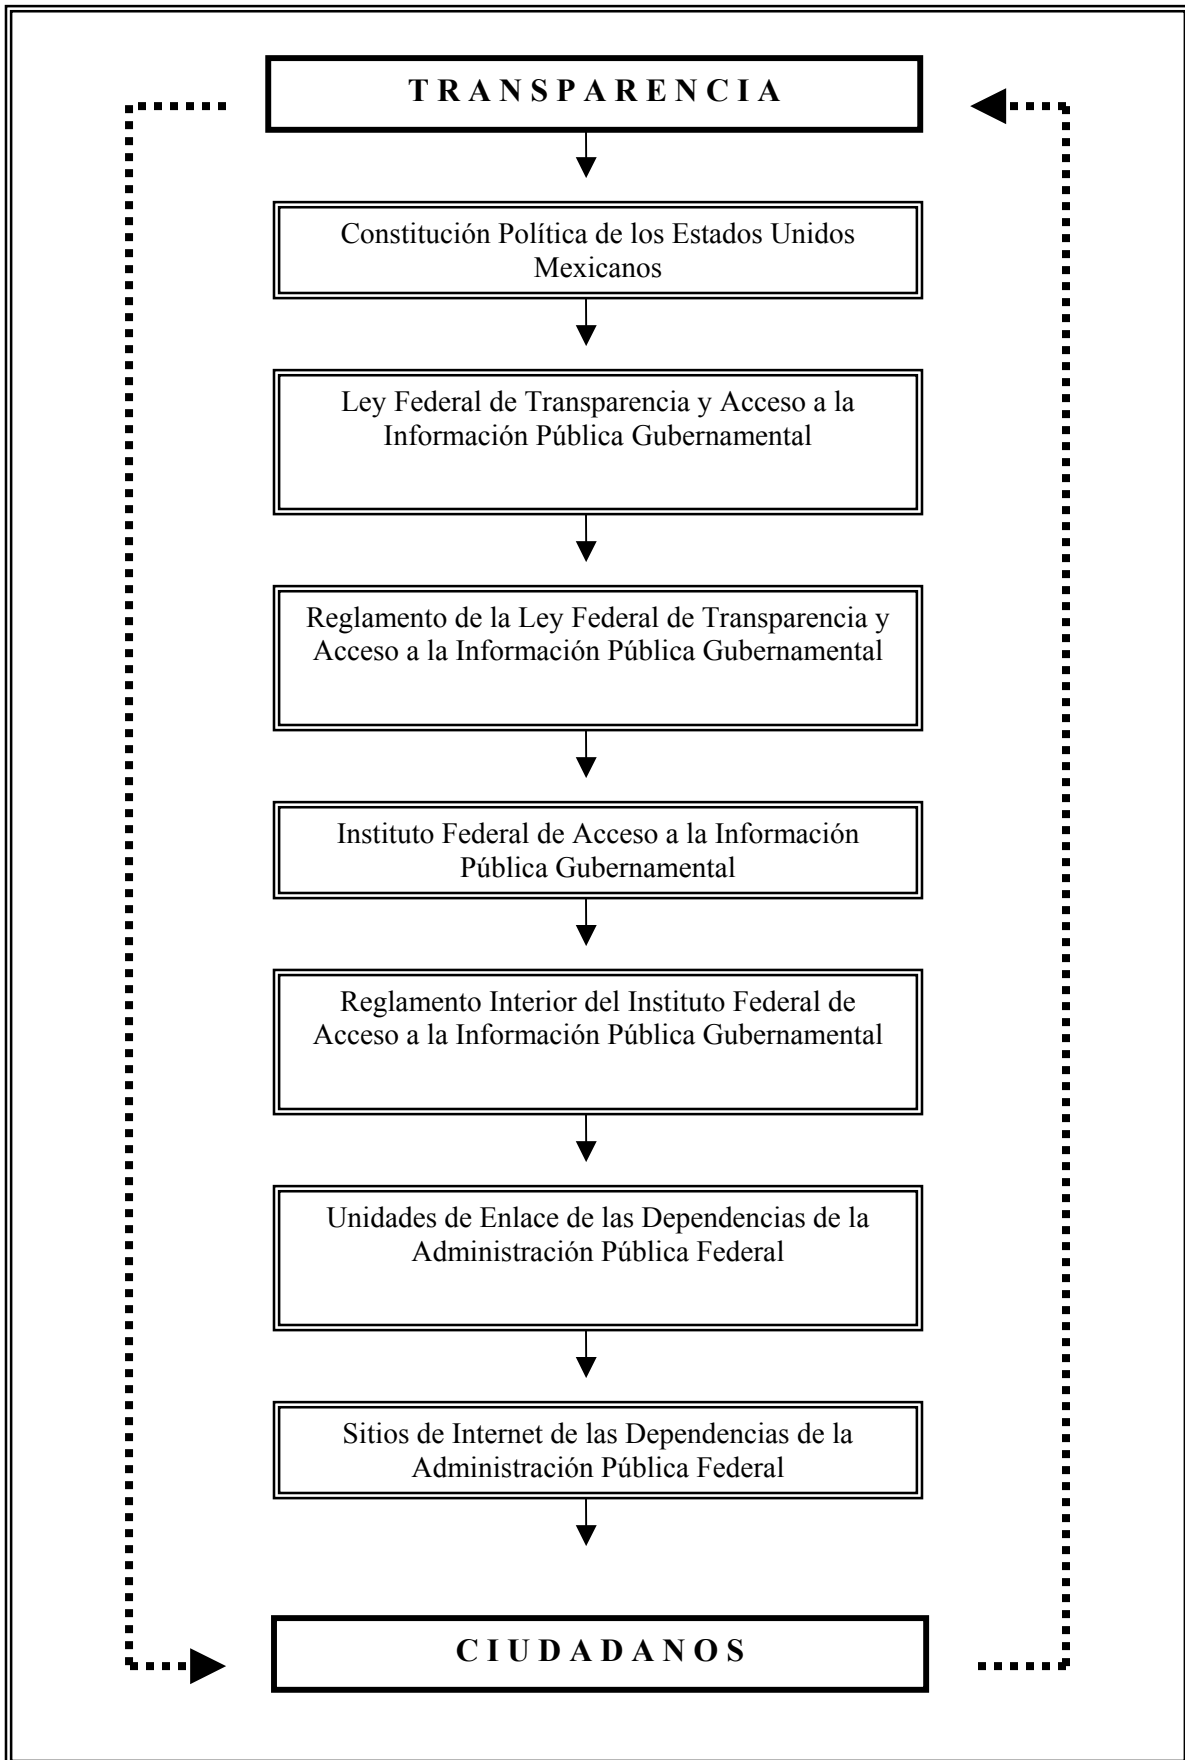 TRANSPARENCIA
Constitución Política de los Estados Unidos
Mexicanos
Ley Federal de Transparencia y Acceso a la
Información Pública Gubernamental
Reglamento de la Ley Federal de Transparencia y
Acceso a la Información Pública Gubernamental
Instituto Federal de Acceso a la Información
Pública Gubernamental
Reglamento Interior del Instituto Federal de
Acceso a la Información Pública Gubernamental
Unidades de Enlace de las Dependencias de la
Administración Pública Federal
Sitios de Internet de las Dependencias de la
Administración Pública Federal
CIUDADANOS